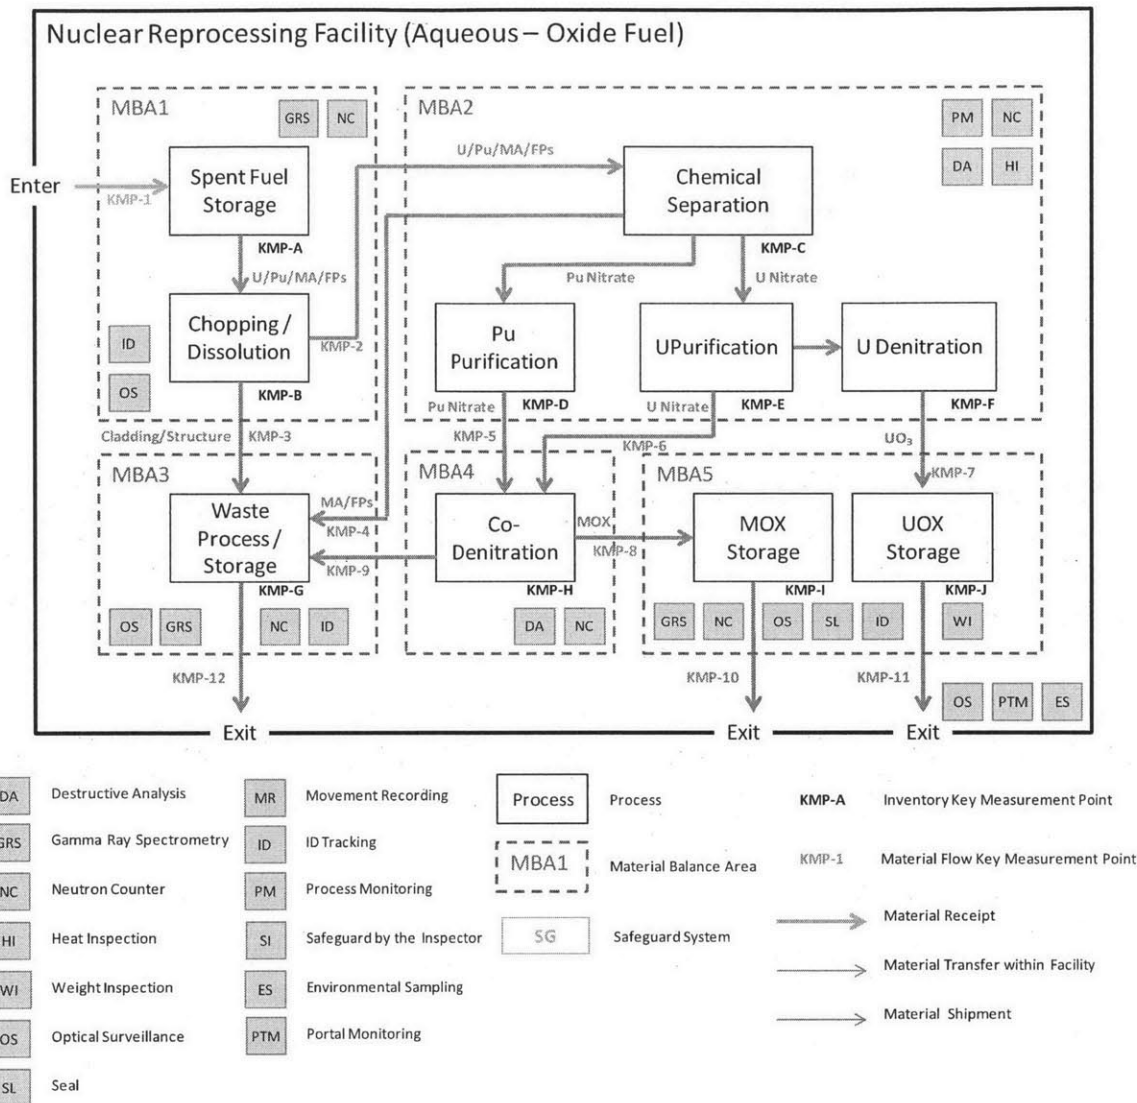 Nuclear Reprocessing Facility (Aqueous – Oxide Fuel)
MBA1
GRS
NC
Enter
KMP-1
Spent Fuel
Storage
KMP-A
U/Pu/MA/FPs
Chopping /
Dissolution
KMP-B
KMP-2
ID
OS
Cladding/Structure
KMP-3
MBA2
PM
NC
DA
HI
U/Pu/MA/FPs
Chemical
Separation
KMP-C
Pu Nitrate
U Nitrate
Pu
Purification
KMP-D
UPurification
KMP-E
U Denitration
KMP-F
Pu Nitrate
KMP-5
U Nitrate
KMP-6
UO₃
KMP-7
MBA3
Waste
Process /
Storage
KMP-G
MA/FPs
KMP-4
KMP-9
OS
GRS
NC
ID
KMP-12
Exit
MBA4
Co-
Denitration
KMP-H
MOX
KMP-8
DA
NC
MBA5
MOX
Storage
KMP-I
UOX
Storage
KMP-J
GRS
NC
OS
SL
ID
WI
KMP-10
Exit
KMP-11
Exit
OS
PTM
ES
DA Destructive Analysis
GRS Gamma Ray Spectrometry
NC Neutron Counter
HI Heat Inspection
WI Weight Inspection
OS Optical Surveillance
SL Seal
MR Movement Recording
ID ID Tracking
PM Process Monitoring
SI Safeguard by the Inspector
ES Environmental Sampling
PTM Portal Monitoring
Process Process
MBA1 Material Balance Area
SG Safeguard System
KMP-A Inventory Key Measurement Point
KMP-1 Material Flow Key Measurement Point
Material Receipt
Material Transfer within Facility
Material Shipment